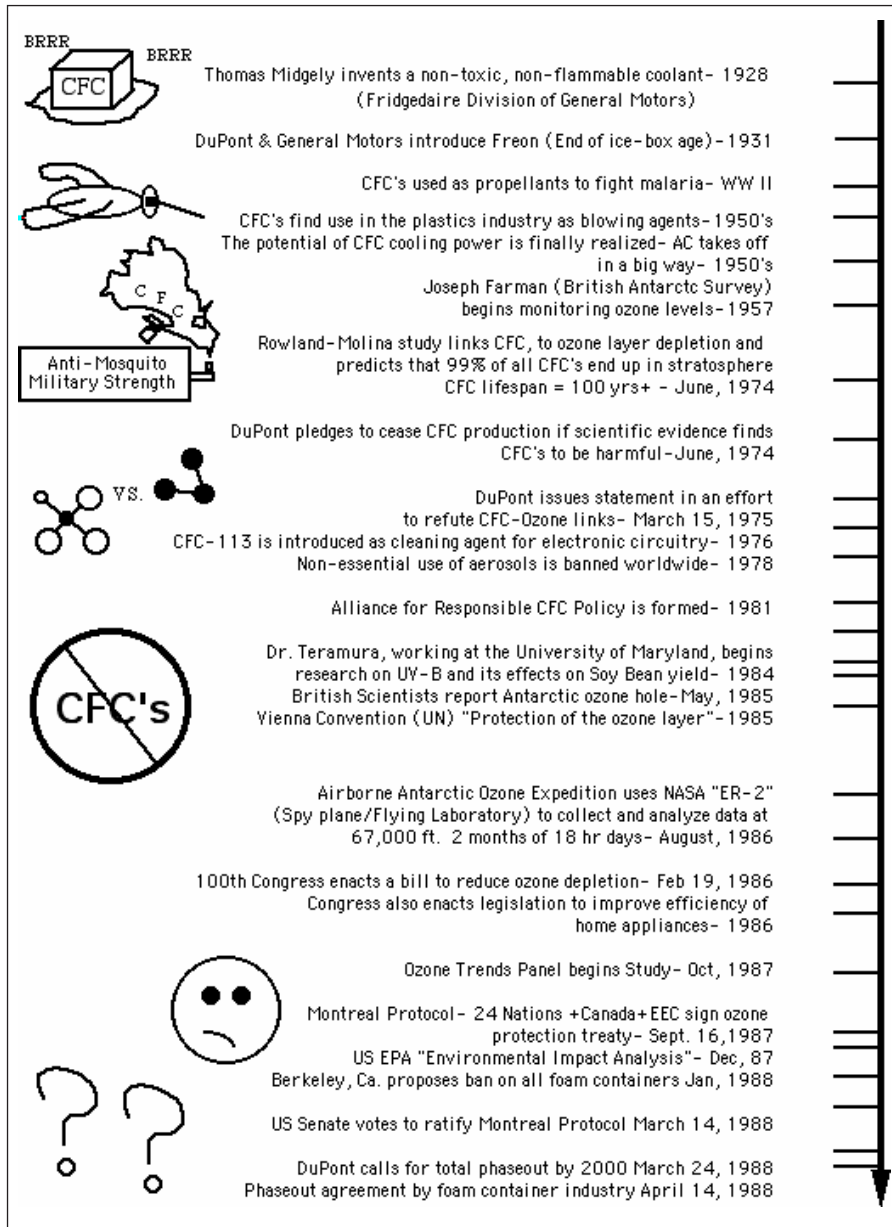 BRRR
BRRR
CFC
Thomas Midgely invents a non-toxic, non-flammable coolant- 1928
(Fridgedaire Division of General Motors)
DuPont & General Motors introduce Freon (End of ice-box age)-1931
CFC's used as propellants to fight malaria- WW II
CFC's find use in the plastics industry as blowing agents-1950's
The potential of CFC cooling power is finally realized- AC takes off
in a big way- 1950's
Joseph Farman (British Antarctc Survey)
begins monitoring ozone levels-1957
C F C
Rowland-Molina study links CFC, to ozone layer depletion and
predicts that 99% of all CFC's end up in stratosphere
CFC lifespan = 100 yrs+ - June, 1974
Anti-Mosquito
Military Strength
DuPont pledges to cease CFC production if scientific evidence finds
CFC's to be harmful-June, 1974
VS.
DuPont issues statement in an effort
to refute CFC-Ozone links- March 15, 1975
CFC-113 is introduced as cleaning agent for electronic circuitry- 1976
Non-essential use of aerosols is banned worldwide- 1978
Alliance for Responsible CFC Policy is formed- 1981
Dr. Teramura, working at the University of Maryland, begins
research on UV-B and its effects on Soy Bean yield- 1984
British Scientists report Antarctic ozone hole-May, 1985
Vienna Convention (UN) "Protection of the ozone layer"-1985
CFC's
Airborne Antarctic Ozone Expedition uses NASA "ER-2"
(Spy plane/Flying Laboratory) to collect and analyze data at
67,000 ft. 2 months of 18 hr days- August, 1986
100th Congress enacts a bill to reduce ozone depletion- Feb 19, 1986
Congress also enacts legislation to improve efficiency of
home appliances- 1986
Ozone Trends Panel begins Study- Oct, 1987
Montreal Protocol- 24 Nations +Canada+EEC sign ozone
protection treaty- Sept. 16,1987
US EPA "Environmental Impact Analysis"- Dec, 87
Berkeley, Ca. proposes ban on all foam containers Jan, 1988
US Senate votes to ratify Montreal Protocol March 14, 1988
DuPont calls for total phaseout by 2000 March 24, 1988
Phaseout agreement by foam container industry April 14, 1988